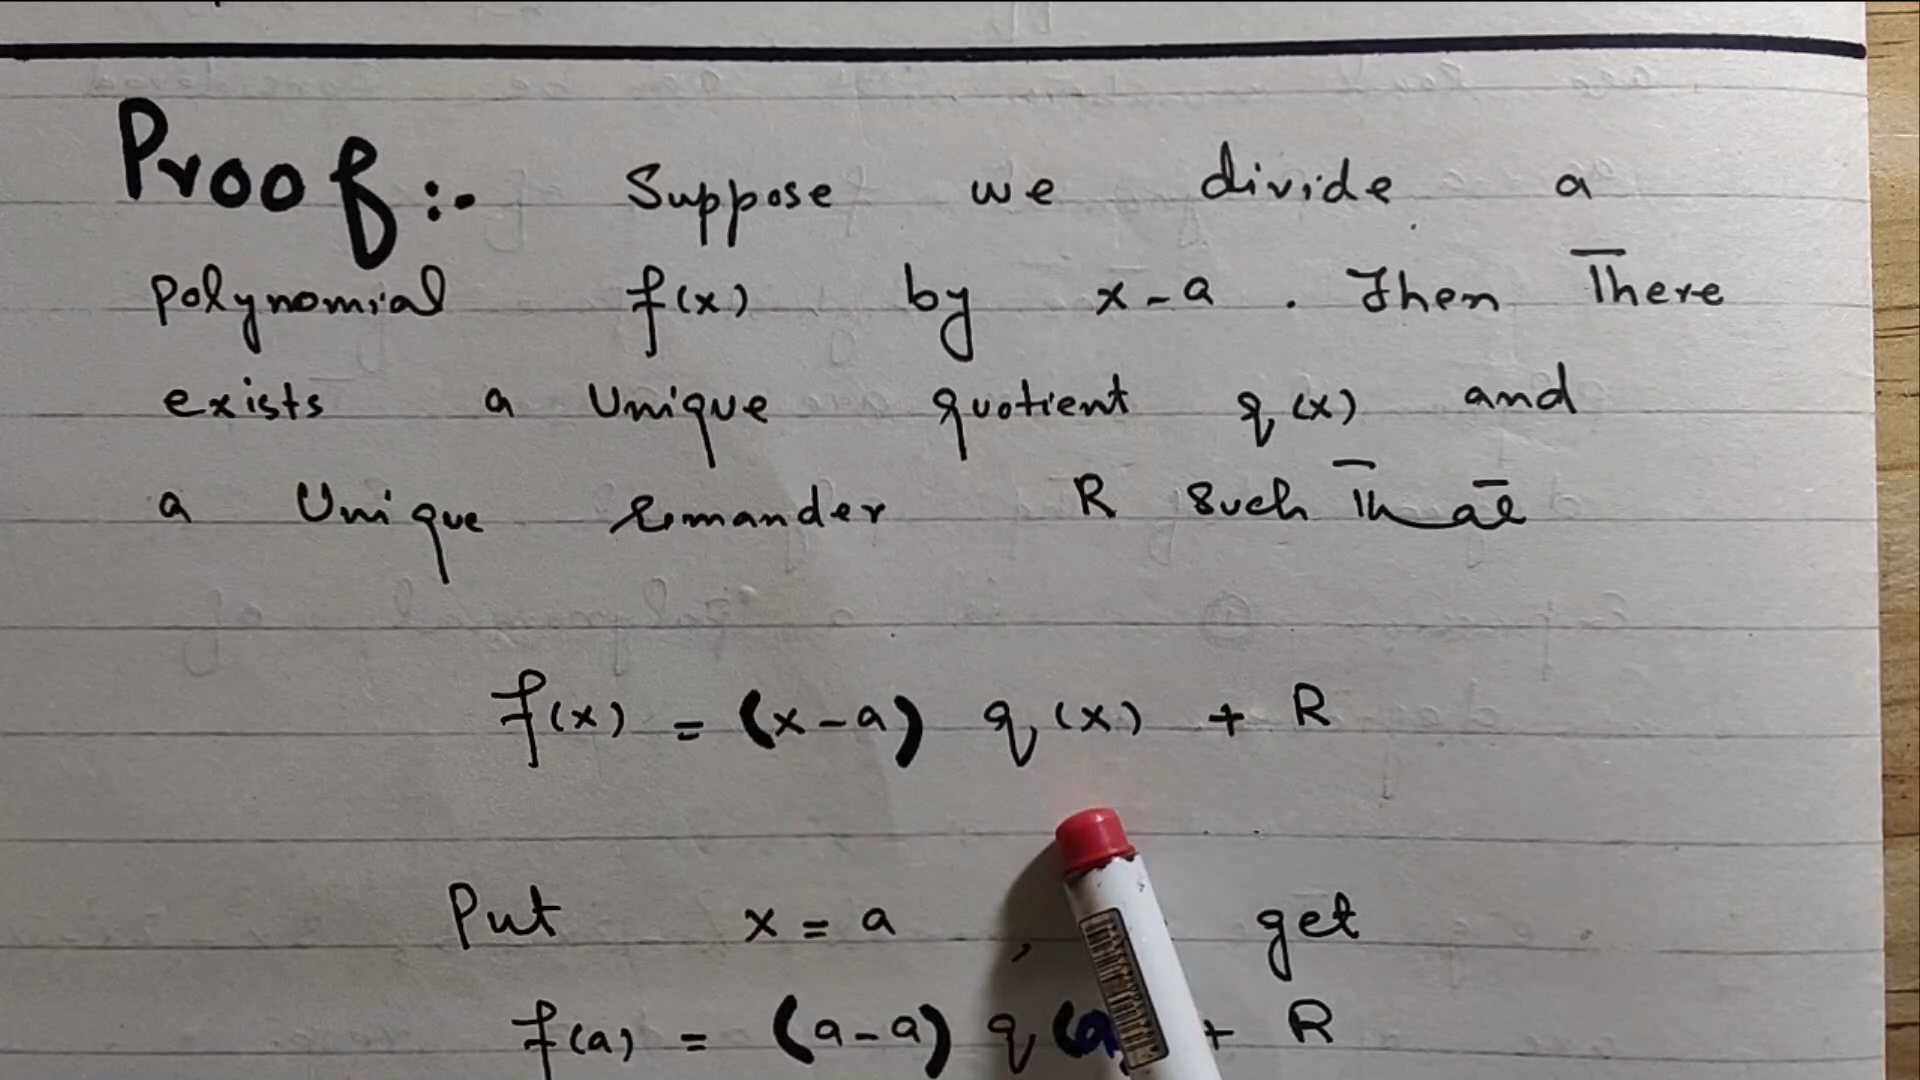 Proof:- Suppose we divide a
polynomial f(x) by x-a. Then There
exists a Unique quotient q(x) and
a Unique remander R Such That
f(x) = (x-a) q(x) + R
Put x = a , get
f(a) = (a-a) q(a) + R